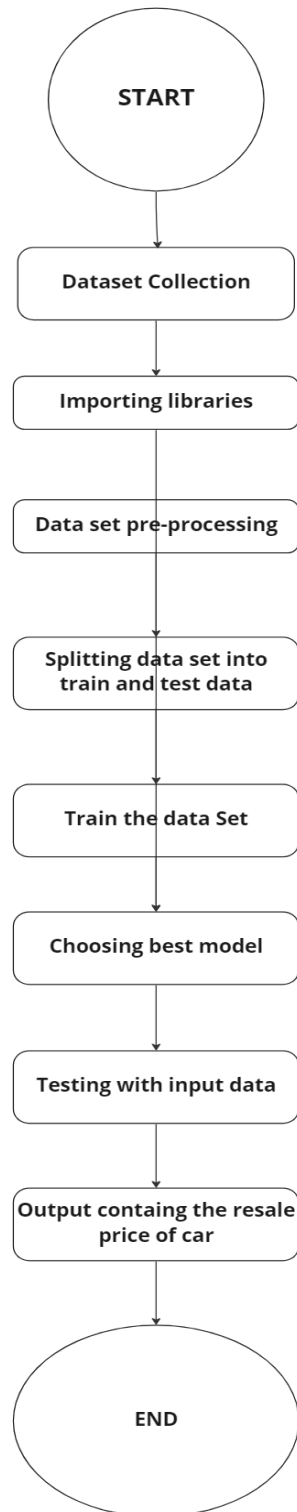 START
Dataset Collection
Importing libraries
Data set pre-processing
Splitting data set into
train and test data
Train the data Set
Choosing best model
Testing with input data
Output containg the resale
price of car
END